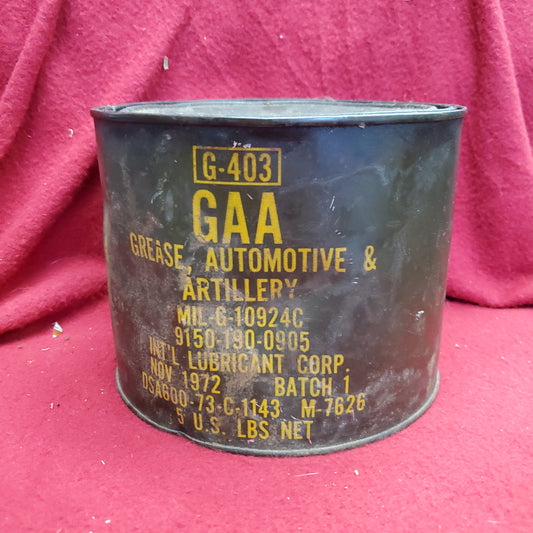 G-403
GAA
GREASE, AUTOMOTIVE &
ARTILLERY
MIL-G-10924C
9150-190-0905
INT'L LUBRICANT CORP.
NOV 1972 BATCH 1
DSA600-73-C-1143 M-7626
5 U.S. LBS NET